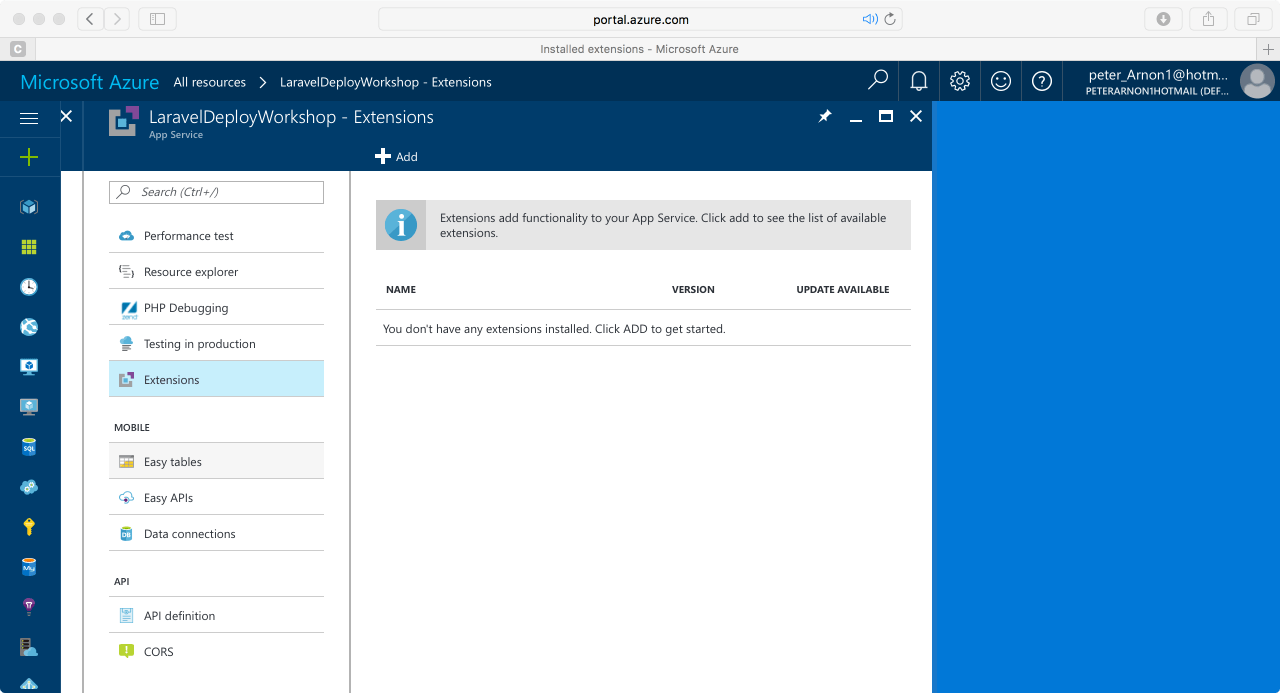 portal.azure.com
C
Installed extensions - Microsoft Azure
Microsoft Azure All resources > LaravelDeployWorkshop - Extensions
peter_Arnon1@hotm...
PETERARNON1HOTMAIL (DEF...
LaravelDeployWorkshop - Extensions
App Service
Add
Search (Ctrl+/)
Performance test
Resource explorer
PHP Debugging
Testing in production
Extensions
MOBILE
Easy tables
Easy APIs
Data connections
API
API definition
CORS
Extensions add functionality to your App Service. Click add to see the list of available
extensions.
NAME VERSION UPDATE AVAILABLE
You don't have any extensions installed. Click ADD to get started.
SQL
My
zend
DB